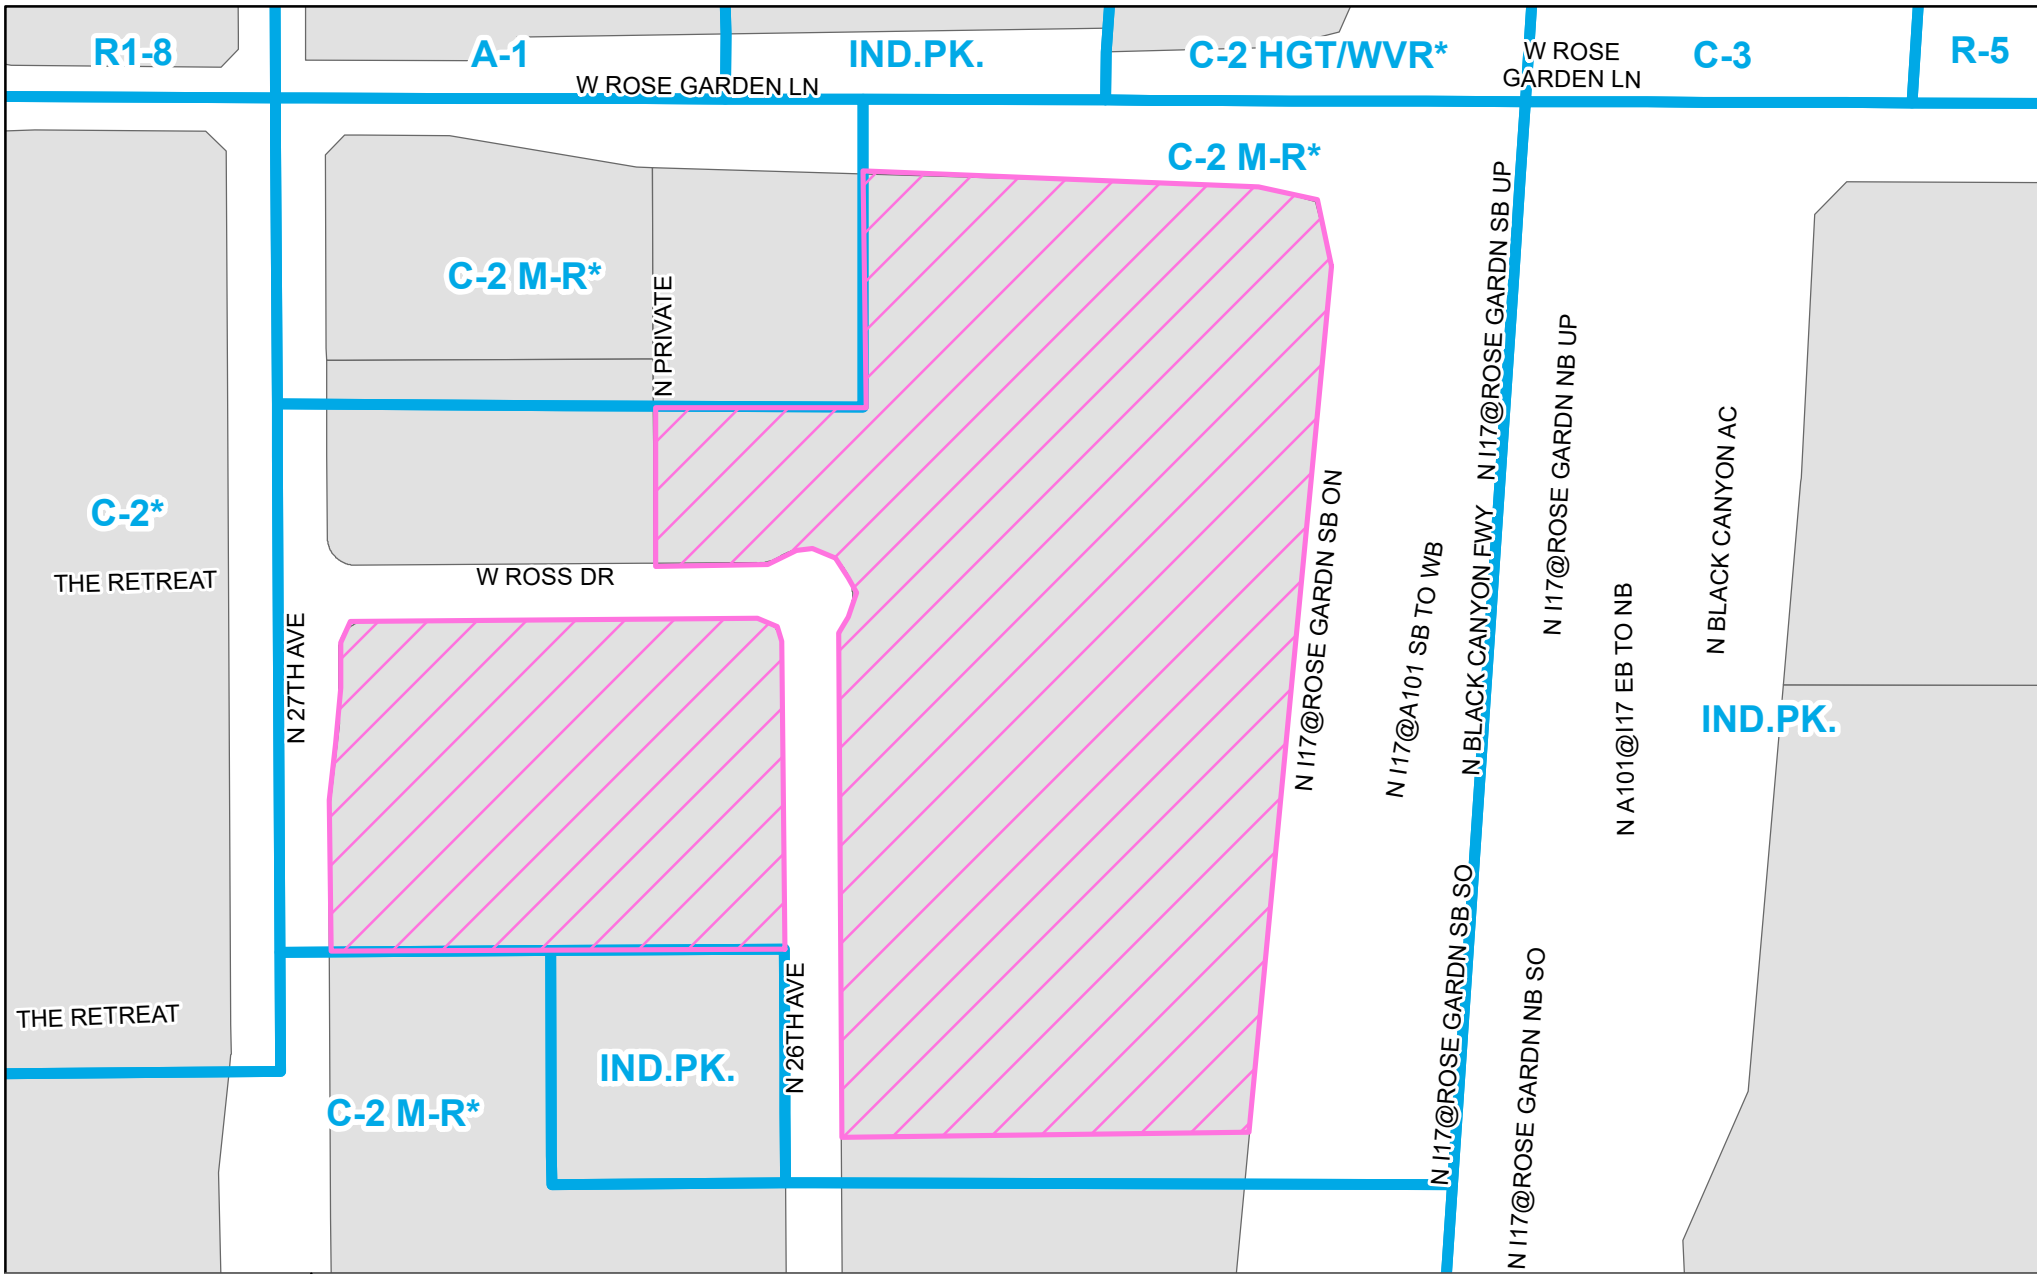 R1-8
A-1
IND.PK.
C-2 HGT/WVR*
W ROSE
GARDEN LN
C-3
R-5
W ROSE GARDEN LN
C-2 M-R*
C-2 M-R*
N PRIVATE
N I17@ROSE GARDN SB UP
N I17@ROSE GARDN NB UP
N BLACK CANYON AC
C-2*
THE RETREAT
W ROSS DR
N 27TH AVE
N I17@ROSE GARDN SB ON
N I17@A101 SB TO WB
N BLACK CANYON FWY
N A101@I17 EB TO NB
IND.PK.
THE RETREAT
C-2 M-R*
IND.PK.
N 26TH AVE
N I17@ROSE GARDN SB SO
N I17@ROSE GARDN NB SO